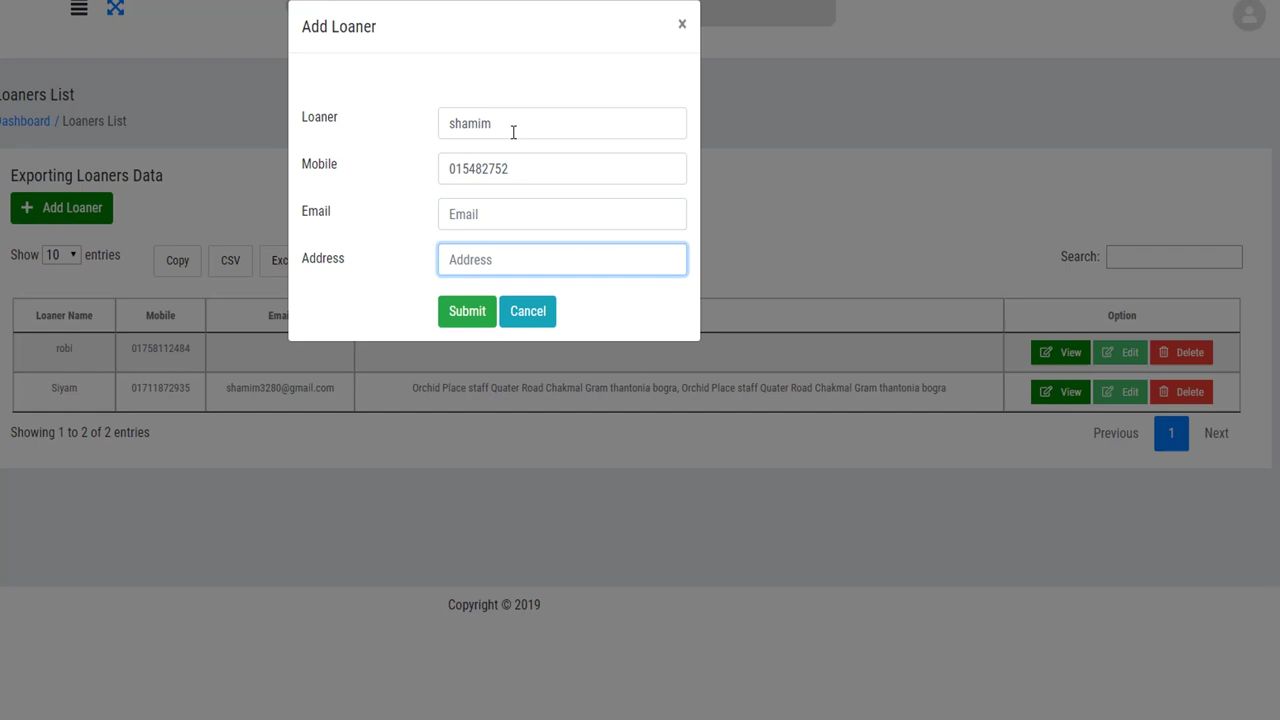 Add Loaner ×
oaners List
ashboard / Loaners List
Loaner shamim
Mobile 015482752
Email Email
Address Address
Submit Cancel
Exporting Loaners Data
+ Add Loaner
Show 10 entries Copy CSV Exc Search:
Loaner Name Mobile Emai Option
robi 01758112484 View Edit Delete
Siyam 01711872935 shamim3280@gmail.com Orchid Place staff Quater Road Chakmal Gram thantonia bogra, Orchid Place staff Quater Road Chakmal Gram thantonia bogra View Edit Delete
Showing 1 to 2 of 2 entries Previous 1 Next
Copyright © 2019